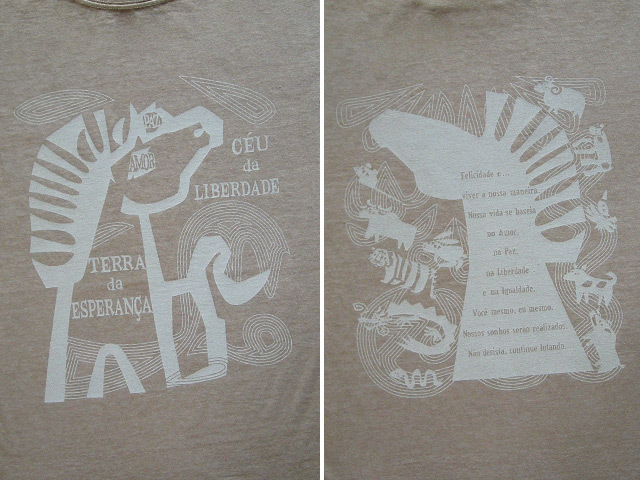 PAZ
AMOR
CÉU
da
LIBERDADE
TERRA
da
ESPERANÇA
Felicidade e...
viver a nossa maneira.
Nossa vida se baseia
no Amor,
na Paz,
na Liberdade
e na Igualdade.
Você mesmo, eu mesmo.
Nossos sonhos serão realizados.
Não desista, continue lutando.